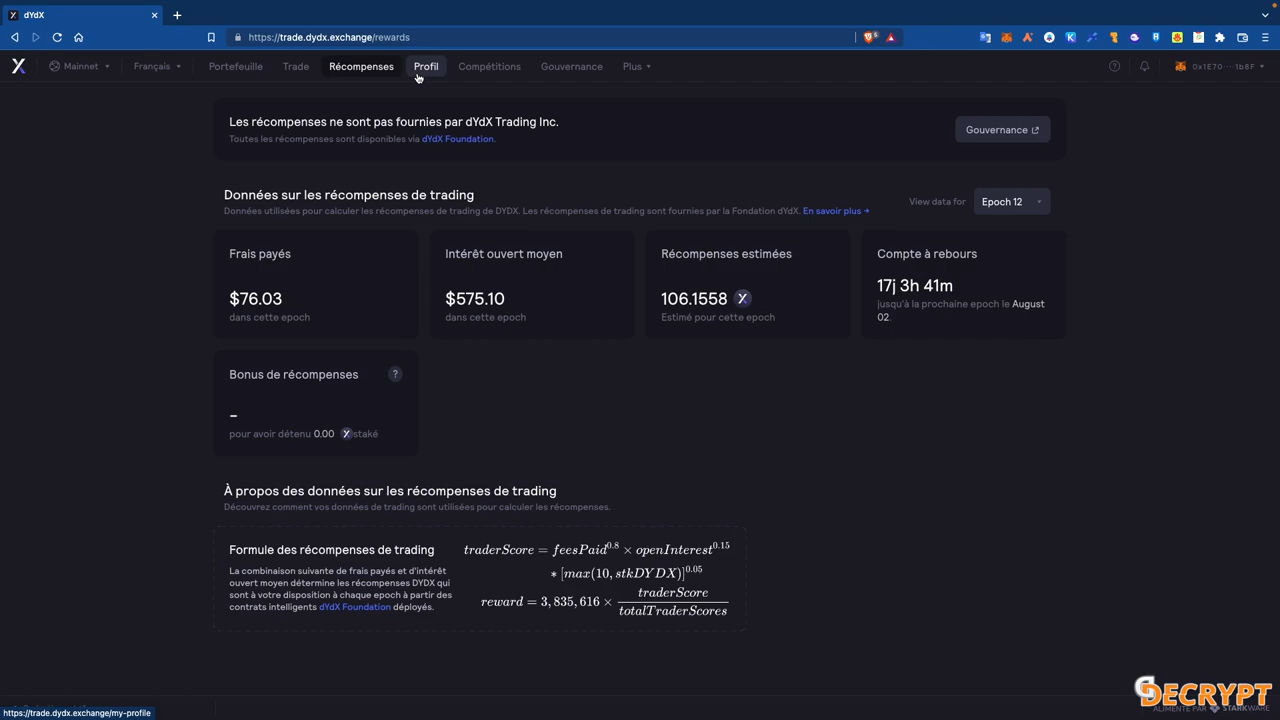 dYdX
https://trade.dydx.exchange/rewards
Mainnet Français Portefeuille Trade Récompenses Profil Compétitions Gouvernance Plus 0x1E70····1b8F
Les récompenses ne sont pas fournies par dYdX Trading Inc.
Toutes les récompenses sont disponibles via dYdX Foundation.
Gouvernance
Données sur les récompenses de trading
Données utilisées pour calculer les récompenses de trading de DYDX. Les récompenses de trading sont fournies par la Fondation dYdX. En savoir plus →
View data for Epoch 12
Frais payés
$76.03
dans cette epoch
Intérêt ouvert moyen
$575.10
dans cette epoch
Récompenses estimées
106.1558
Estimé pour cette epoch
Compte à rebours
17j 3h 41m
jusqu'à la prochaine epoch le August
02.
Bonus de récompenses ?
–
pour avoir détenu 0.00 staké
À propos des données sur les récompenses de trading
Découvrez comment vos données de trading sont utilisées pour calculer les récompenses.
Formule des récompenses de trading
La combinaison suivante de frais payés et d'intérêt
ouvert moyen détermine les récompenses DYDX qui
sont à votre disposition à chaque epoch à partir des
contrats intelligents dYdX Foundation déployés.
traderScore = feesPaid^0.8 × openInterest^0.15
∗ [max(10, stkDYDX)]^0.05
reward = 3,835,616 × traderScore / totalTraderScores
DECRYPT
ALIMENTÉ PAR STARKWARE
https://trade.dydx.exchange/my-profile